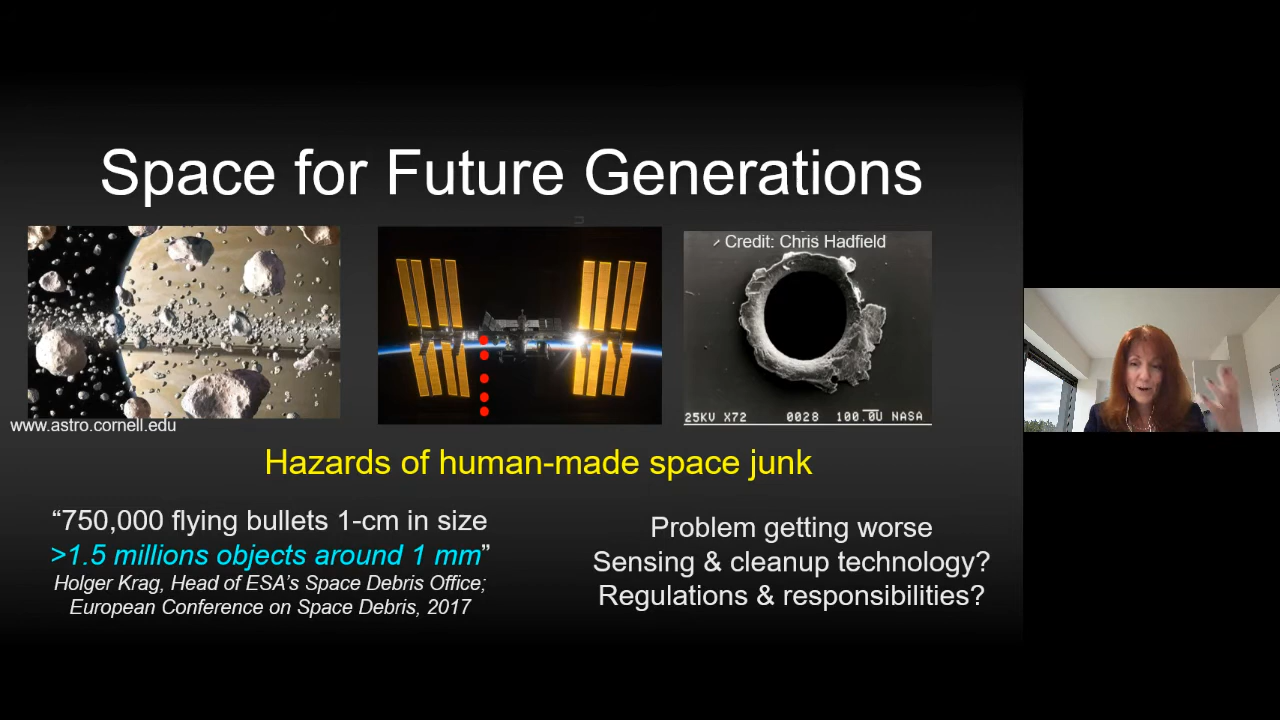 Space for Future Generations
Credit: Chris Hadfield
25KV X72 0028 100.0U NASA
www.astro.cornell.edu
Hazards of human-made space junk
“750,000 flying bullets 1-cm in size
>1.5 millions objects around 1 mm”
Holger Krag, Head of ESA’s Space Debris Office;
European Conference on Space Debris, 2017
Problem getting worse
Sensing & cleanup technology?
Regulations & responsibilities?